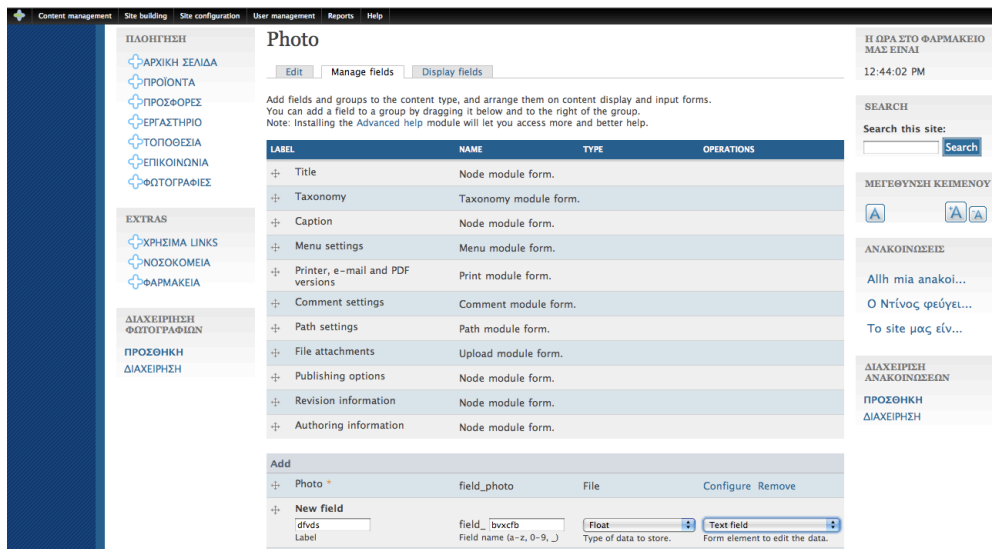 Content management Site building Site configuration User management Reports Help
ΠΛΟΗΓΗΣΗ
ΑΡΧΙΚΗ ΣΕΛΙΔΑ
ΠΡΟΪΟΝΤΑ
ΠΡΟΣΦΟΡΕΣ
ΕΡΓΑΣΤΗΡΙΟ
ΤΟΠΟΘΕΣΙΑ
ΕΠΙΚΟΙΝΩΝΙΑ
ΦΩΤΟΓΡΑΦΙΕΣ
EXTRAS
ΧΡΗΣΙΜΑ LINKS
ΝΟΣΟΚΟΜΕΙΑ
ΦΑΡΜΑΚΕΙΑ
ΔΙΑΧΕΙΡΙΗΣΗ
ΦΩΤΟΓΡΑΦΙΩΝ
ΠΡΟΣΘΗΚΗ
ΔΙΑΧΕΙΡΗΣΗ
Photo
Edit Manage fields Display fields
Add fields and groups to the content type, and arrange them on content display and input forms.
You can add a field to a group by dragging it below and to the right of the group.
Note: Installing the Advanced help module will let you access more and better help.
LABEL NAME TYPE OPERATIONS
Title Node module form.
Taxonomy Taxonomy module form.
Caption Node module form.
Menu settings Menu module form.
Printer, e-mail and PDF
versions Print module form.
Comment settings Comment module form.
Path settings Path module form.
File attachments Upload module form.
Publishing options Node module form.
Revision information Node module form.
Authoring information Node module form.
Add
Photo * field_photo File Configure Remove
New field
dfvds field_ bvxcfb Float Text field
Label Field name (a-z, 0-9, _) Type of data to store. Form element to edit the data.
Η ΩΡΑ ΣΤΟ ΦΑΡΜΑΚΕΙΟ
ΜΑΣ ΕΙΝΑΙ
12:44:02 PM
SEARCH
Search this site:
Search
ΜΕΓΕΘΥΝΣΗ ΚΕΙΜΕΝΟΥ
A +A -A
ΑΝΑΚΟΙΝΩΣΕΙΣ
Allh mia anakoi...
Ο Ντίνος φεύγει...
Το site μας είν...
ΔΙΑΧΕΙΡΙΣΗ
ΑΝΑΚΟΙΝΩΣΕΩΝ
ΠΡΟΣΘΗΚΗ
ΔΙΑΧΕΙΡΗΣΗ